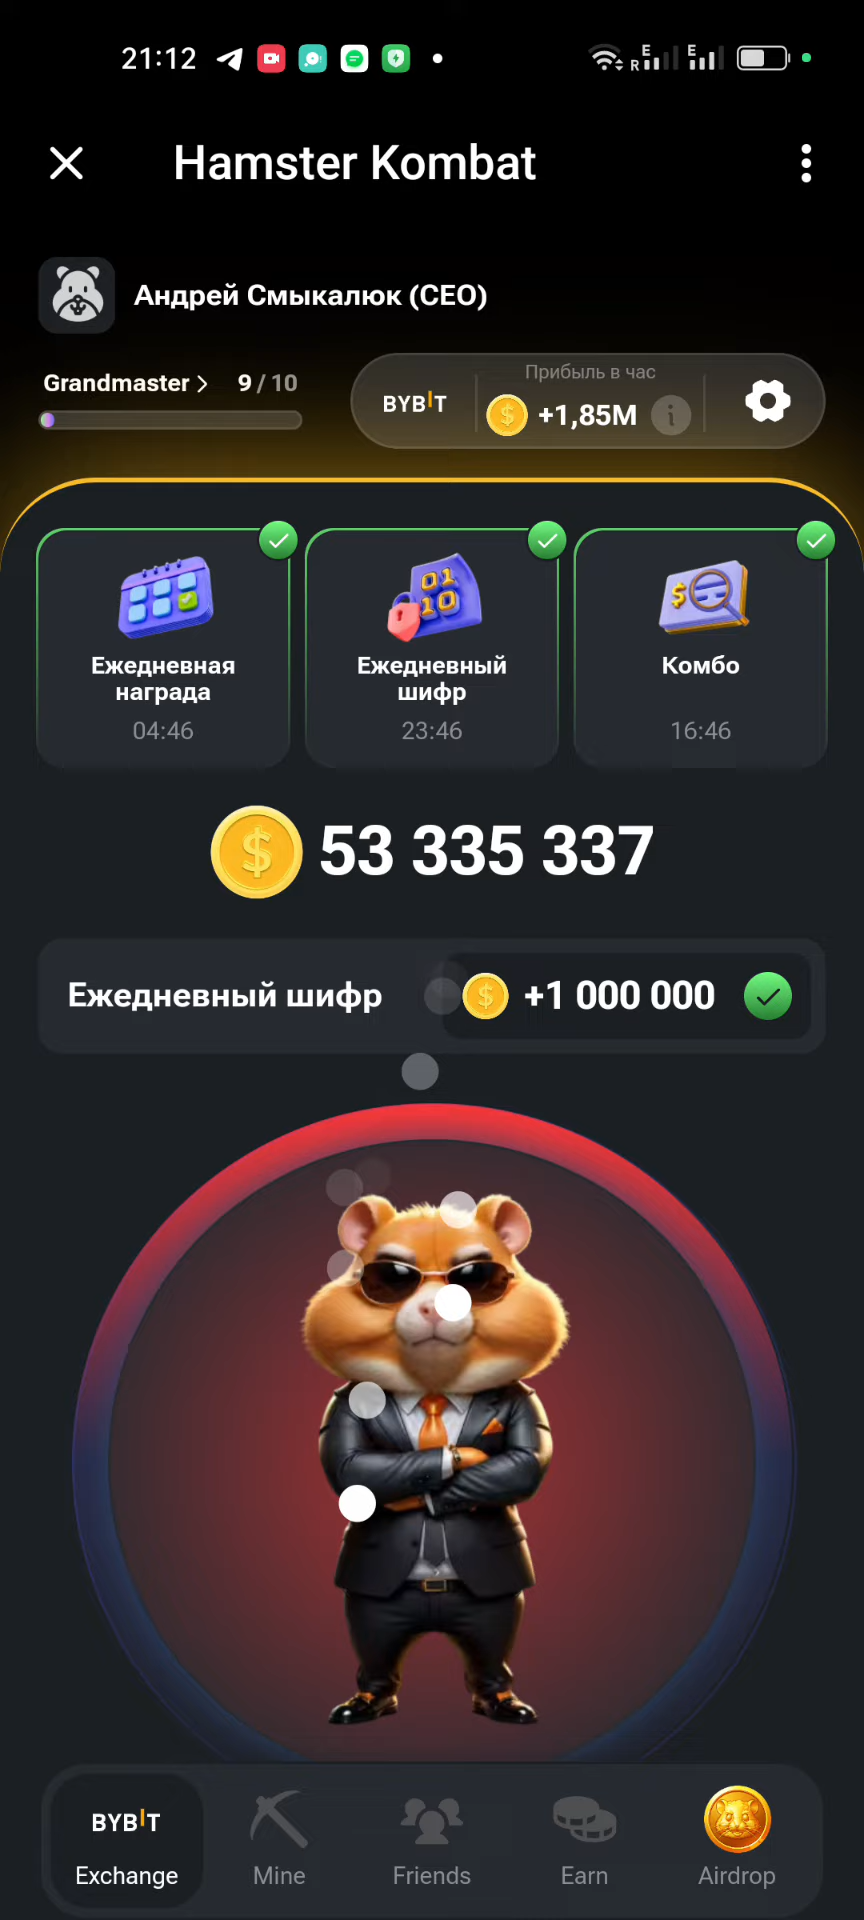 21:12
R E E
Hamster Kombat
Андрей Смыкалюк (CEO)
Grandmaster > 9 / 10
Прибыль в час
BYBIT
+1,85M
Ежедневная
награда
04:46
Ежедневный
шифр
23:46
Комбо
16:46
53 335 337
Ежедневный шифр +1 000 000
BYBIT
Exchange
Mine
Friends
Earn
Airdrop